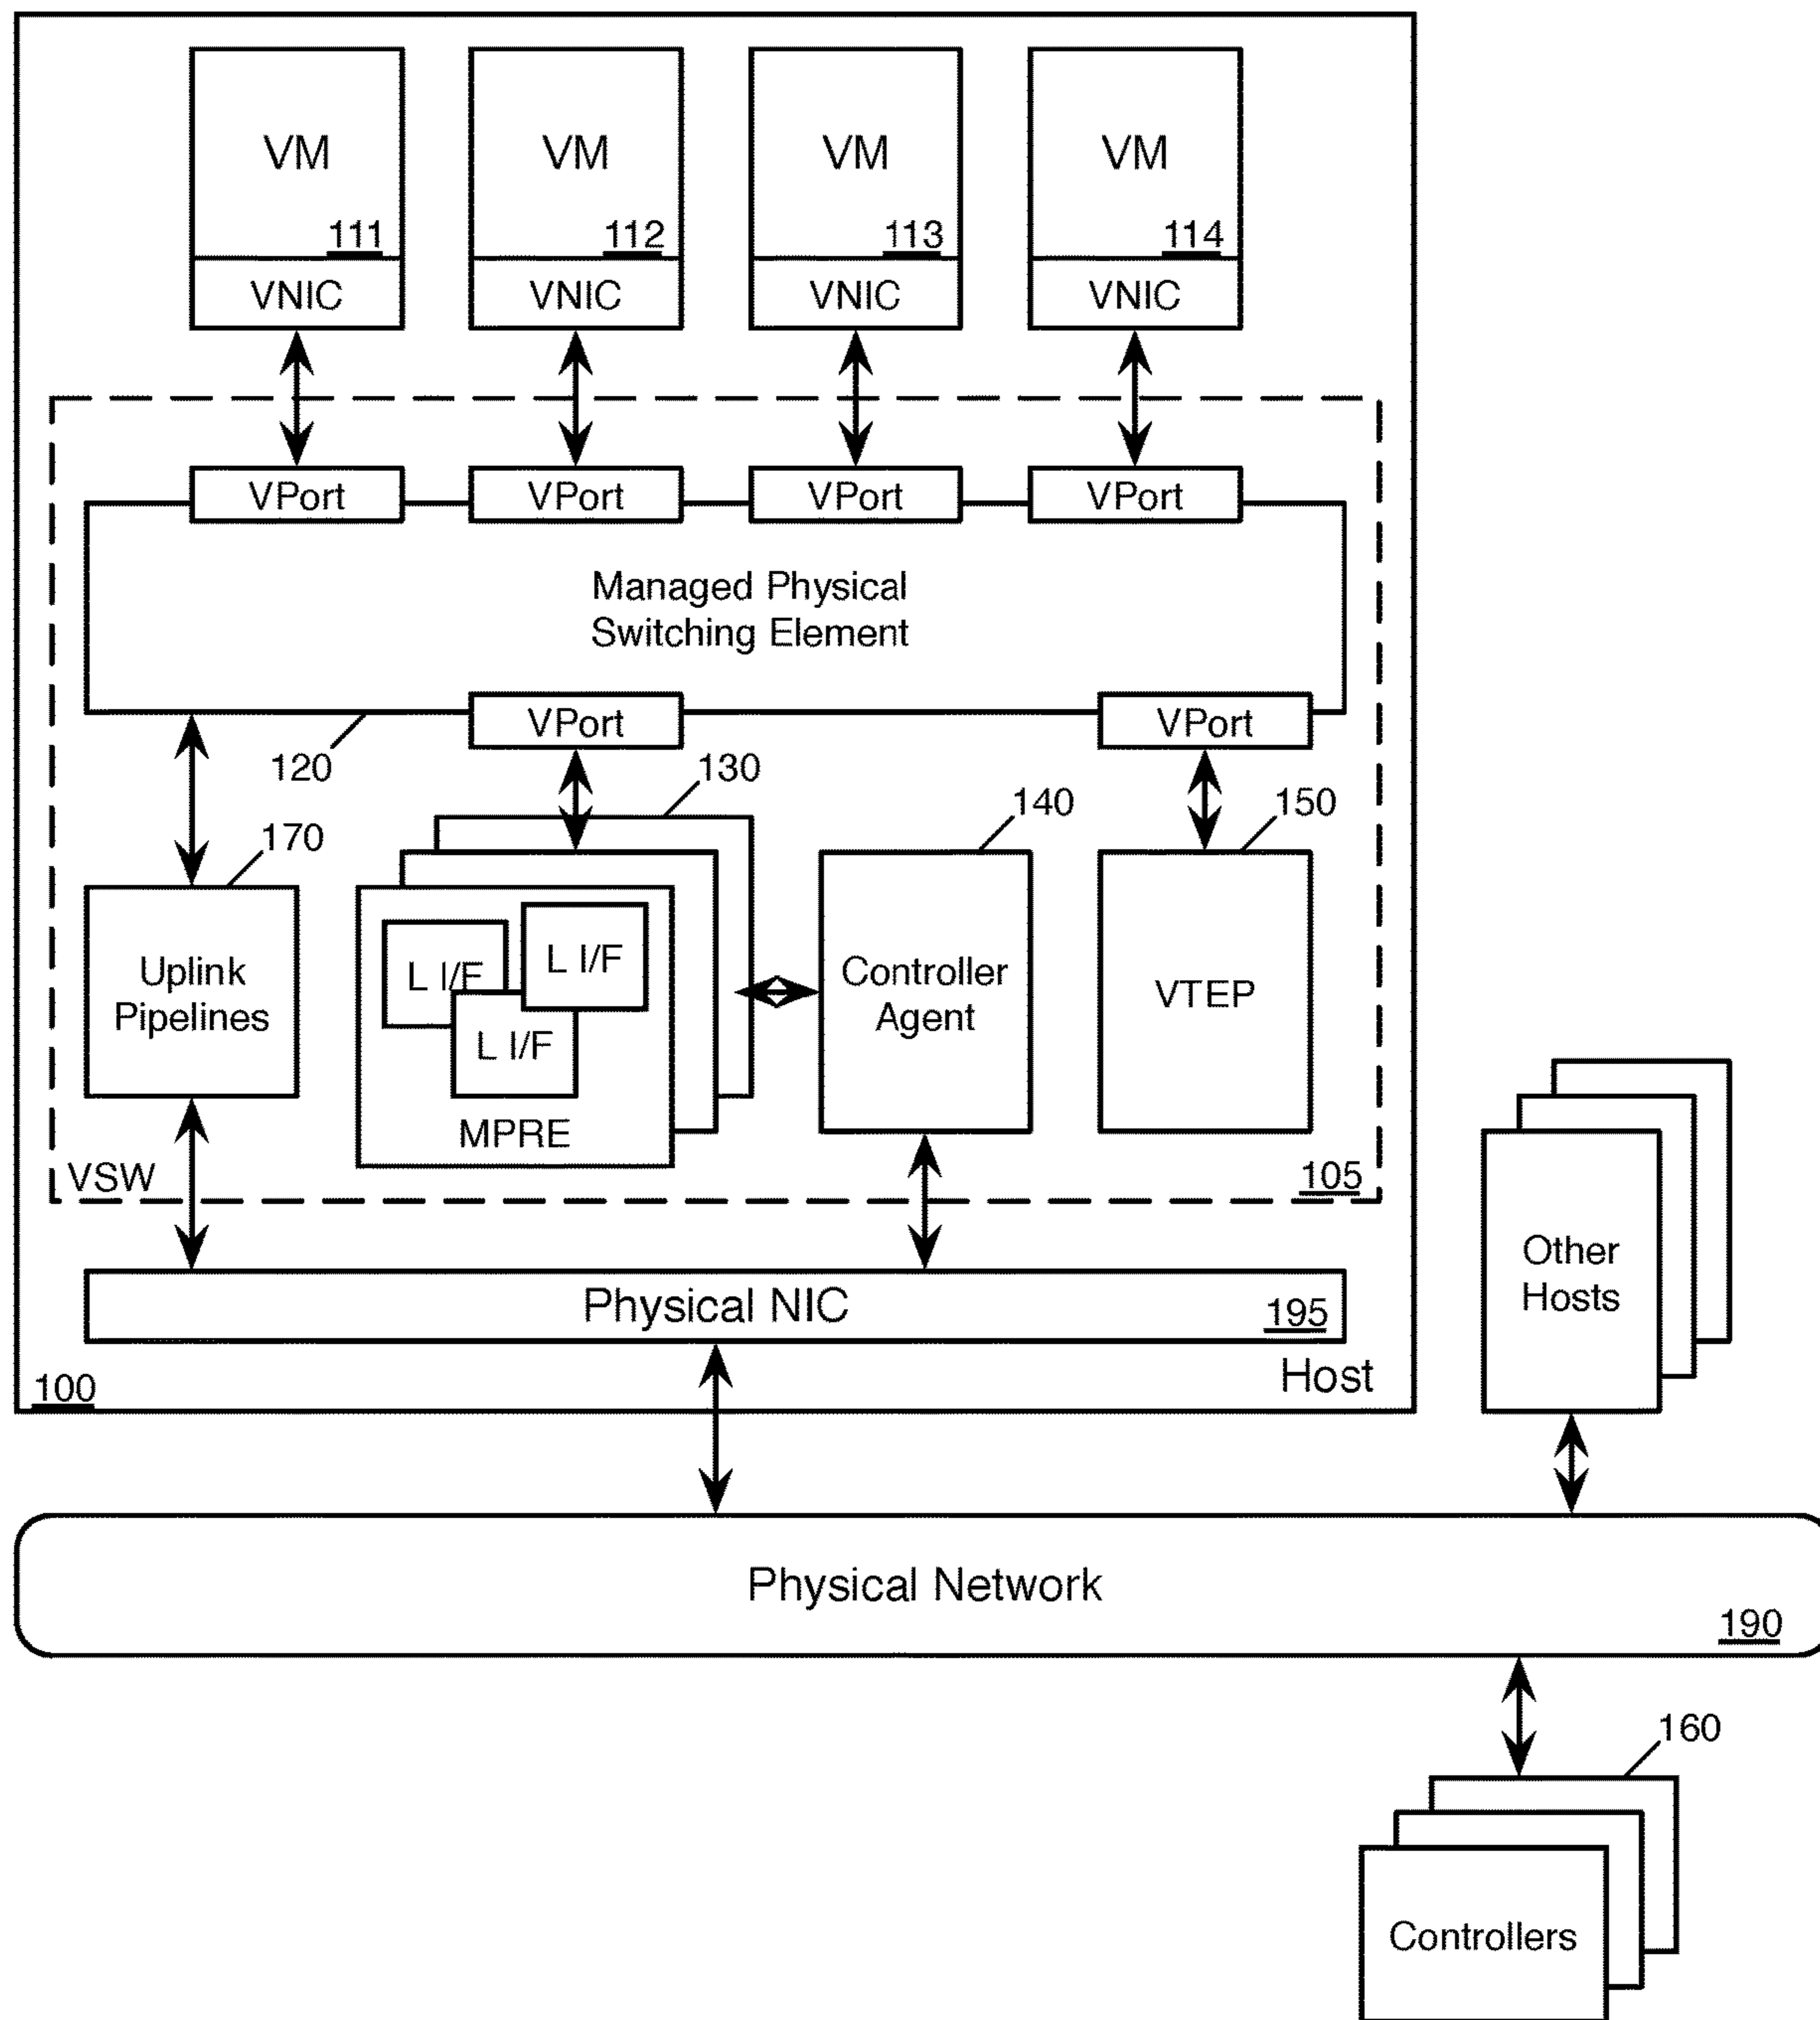 VM
VM
VM
VM
111
112
113
114
VNIC
VNIC
VNIC
VNIC
VPort
VPort
VPort
VPort
Managed Physical
Switching Element
VPort
VPort
120
130
140
150
170
Uplink
Pipelines
L I/F
L I/F
L I/F
MPRE
Controller
Agent
VTEP
VSW
105
Other
Hosts
Physical NIC
195
100
Host
Physical Network
190
160
Controllers